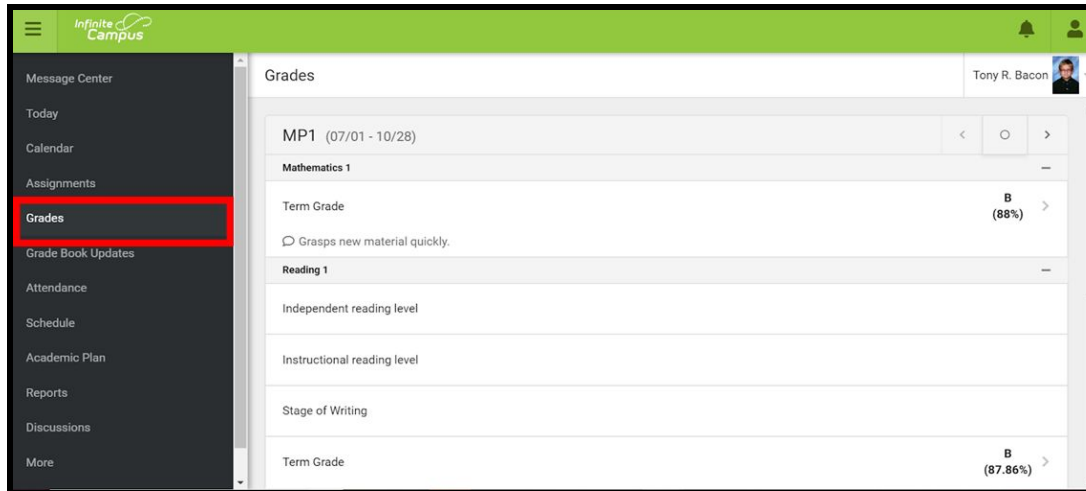 Infinite
Campus
Message Center
Today
Calendar
Assignments
Grades
Grade Book Updates
Attendance
Schedule
Academic Plan
Reports
Discussions
More
Grades
Tony R. Bacon
MP1 (07/01 - 10/28)
Mathematics 1
Term Grade
B
(88%)
Grasps new material quickly.
Reading 1
Independent reading level
Instructional reading level
Stage of Writing
Term Grade
B
(87.86%)